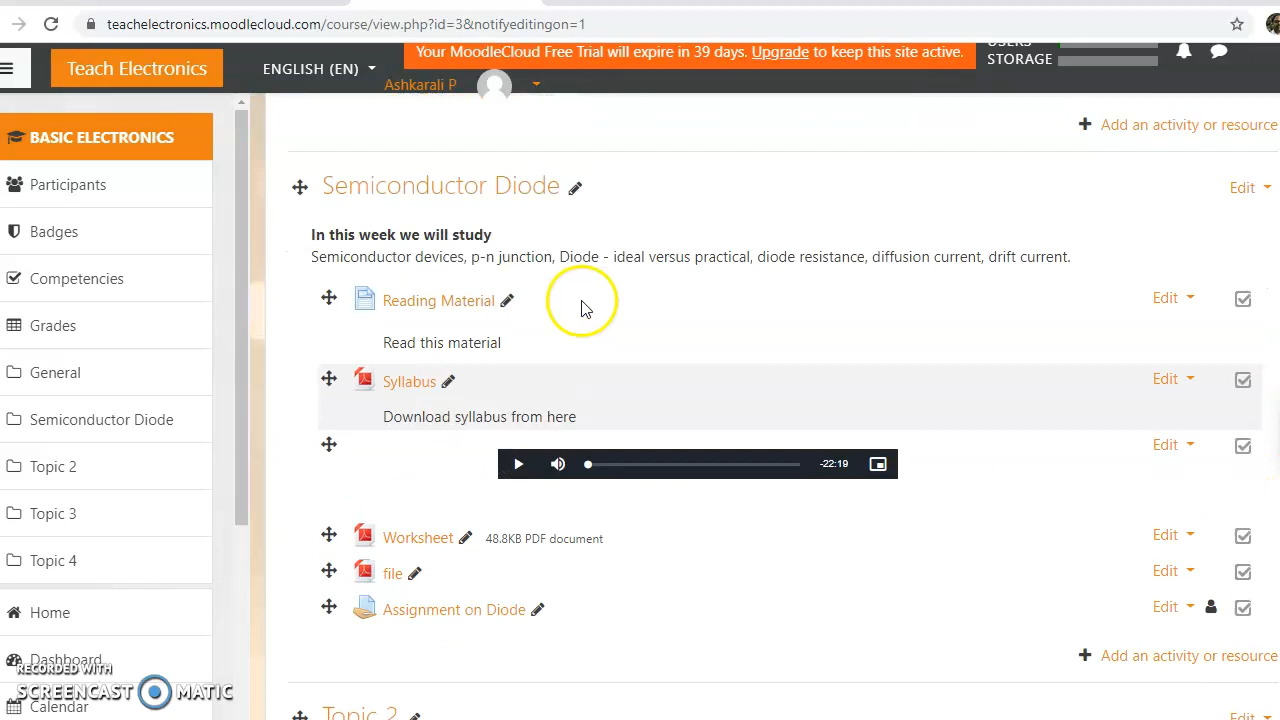 teachelectronics.moodlecloud.com/course/view.php?id=3&notifyeditingon=1
Teach Electronics
ENGLISH (EN)
Your MoodleCloud Free Trial will expire in 39 days. Upgrade to keep this site active.
USERS
STORAGE
Ashkarali P
BASIC ELECTRONICS
Participants
Badges
Competencies
Grades
General
Semiconductor Diode
Topic 2
Topic 3
Topic 4
Home
Dashboard
Calendar
Add an activity or resource
Semiconductor Diode
Edit
In this week we will study
Semiconductor devices, p-n junction, Diode - ideal versus practical, diode resistance, diffusion current, drift current.
Reading Material
Edit
Read this material
Syllabus
Edit
Download syllabus from here
Edit
-22:19
Worksheet 48.8KB PDF document
Edit
file
Edit
Assignment on Diode
Edit
Add an activity or resource
Topic 2
Edit
RECORDED WITH
SCREENCAST MATIC